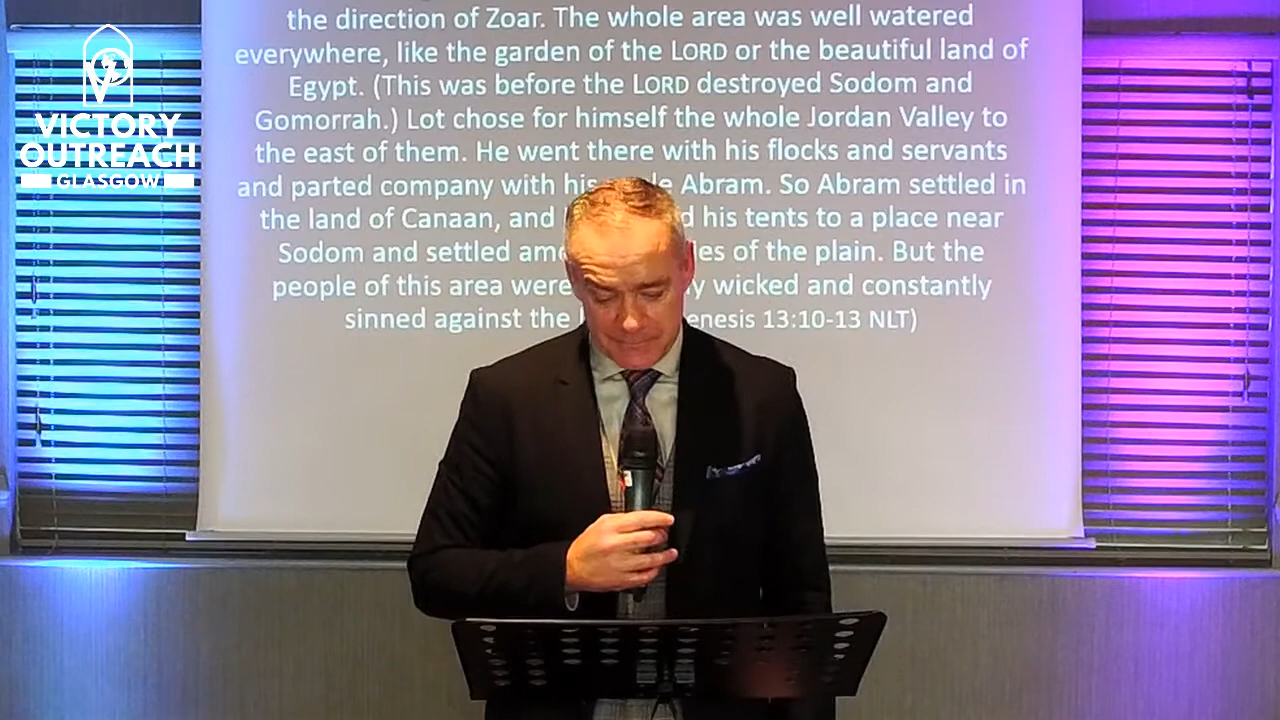 the direction of Zoar. The whole area was well watered
everywhere, like the garden of the LORD or the beautiful land of
Egypt. (This was before the LORD destroyed Sodom and
Gomorrah.) Lot chose for himself the whole Jordan Valley to
the east of them. He went there with his flocks and servants
and parted company with his Abram. So Abram settled in
the land of Canaan, and his tents to a place near
Sodom and settled of the plain. But the
people of this area were wicked and constantly
sinned against the 13:10-13 NLT)
VICTORY
OUTREACH
GLASGOW